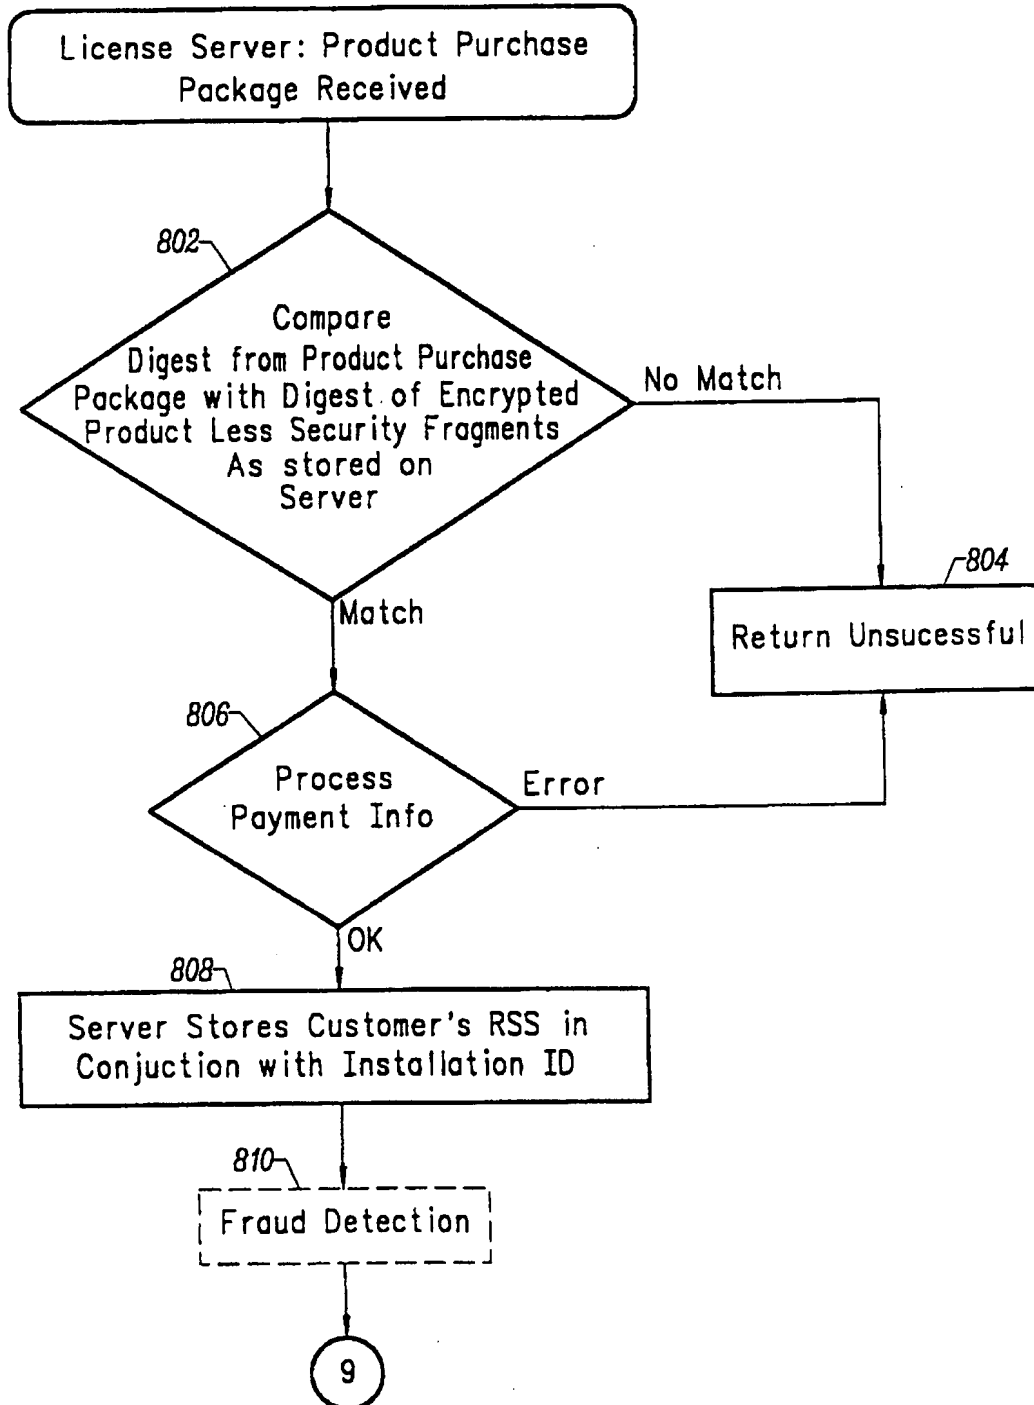 License Server: Product Purchase
Package Received
802
Compare
Digest from Product Purchase
Package with Digest of Encrypted
Product Less Security Fragments
As stored on
Server
No Match
804
Return Unsucessful
Match
806
Process
Payment Info
Error
OK
808
Server Stores Customer's RSS in
Conjuction with Installation ID
810
Fraud Detection
9